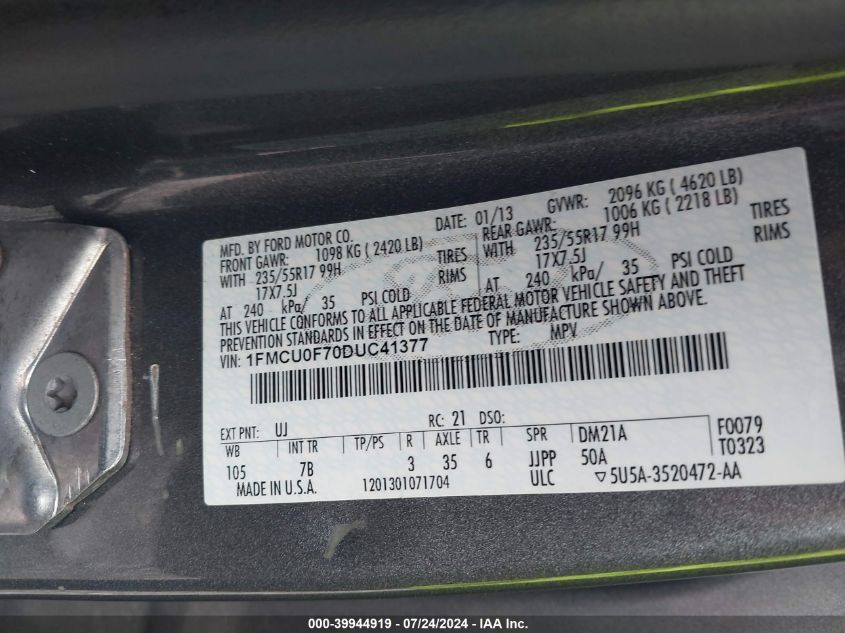 MFD. BY FORD MOTOR CO. DATE: 01/13 GVWR: 2096 KG ( 4620 LB)
FRONT GAWR: 1098 KG ( 2420 LB) REAR GAWR: 1006 KG ( 2218 LB)
WITH 235/55R17 99H TIRES WITH 235/55R17 99H TIRES
17X7.5J RIMS 17X7.5J RIMS
AT 240 kPa/ 35 PSI COLD AT 240 kPa/ 35 PSI COLD
THIS VEHICLE CONFORMS TO ALL APPLICABLE FEDERAL MOTOR VEHICLE SAFETY AND THEFT
PREVENTION STANDARDS IN EFFECT ON THE DATE OF MANUFACTURE SHOWN ABOVE.
VIN: 1FMCU0F70DUC41377 TYPE: MPV
EXT PNT: UJ RC: 21 DSO: F0079
WB INT TR TP/PS R AXLE TR SPR DM21A T0323
105 7B 3 35 6 JJPP 50A
MADE IN U.S.A. 1201301071704 ULC ▽5U5A-3520472-AA
000-39944919 - 07/24/2024 - IAA Inc.